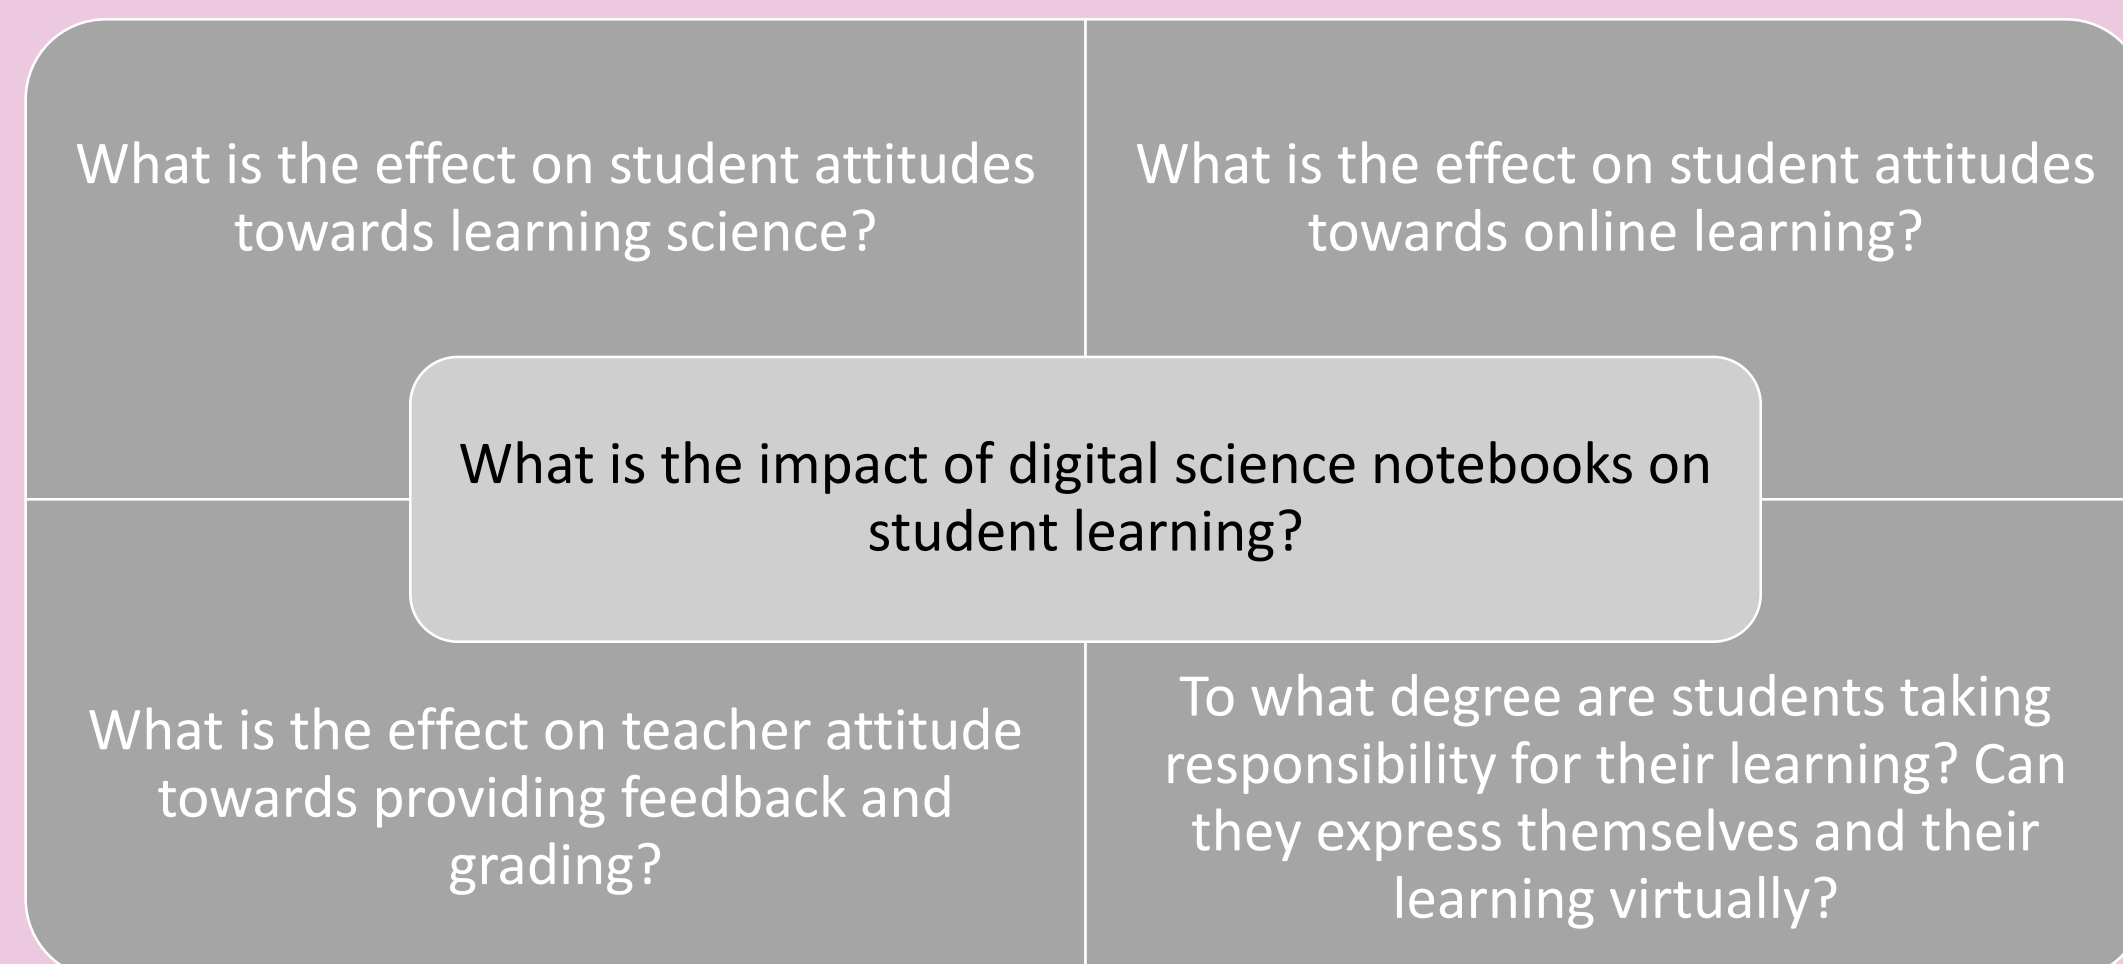 What is the effect on student attitudes
towards learning science?
What is the effect on student attitudes
towards online learning?
What is the impact of digital science notebooks on
student learning?
What is the effect on teacher attitude
towards providing feedback and
grading?
To what degree are students taking
responsibility for their learning? Can
they express themselves and their
learning virtually?